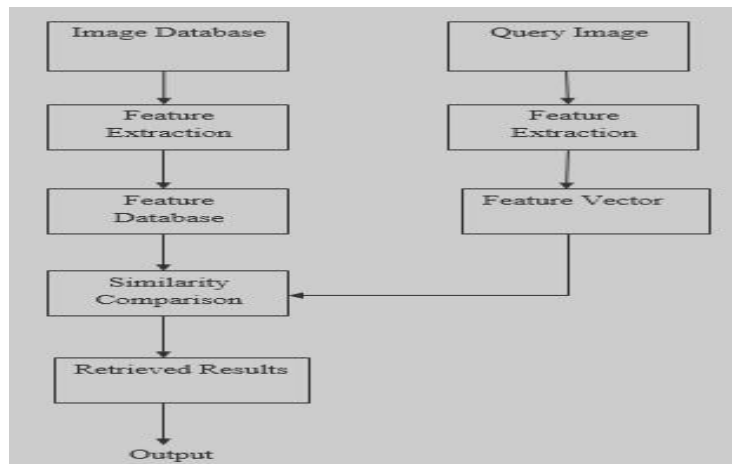 Image Database
Query Image
Feature
Extraction
Feature
Extraction
Feature
Database
Feature Vector
Similarity
Comparison
Retrieved Results
Output